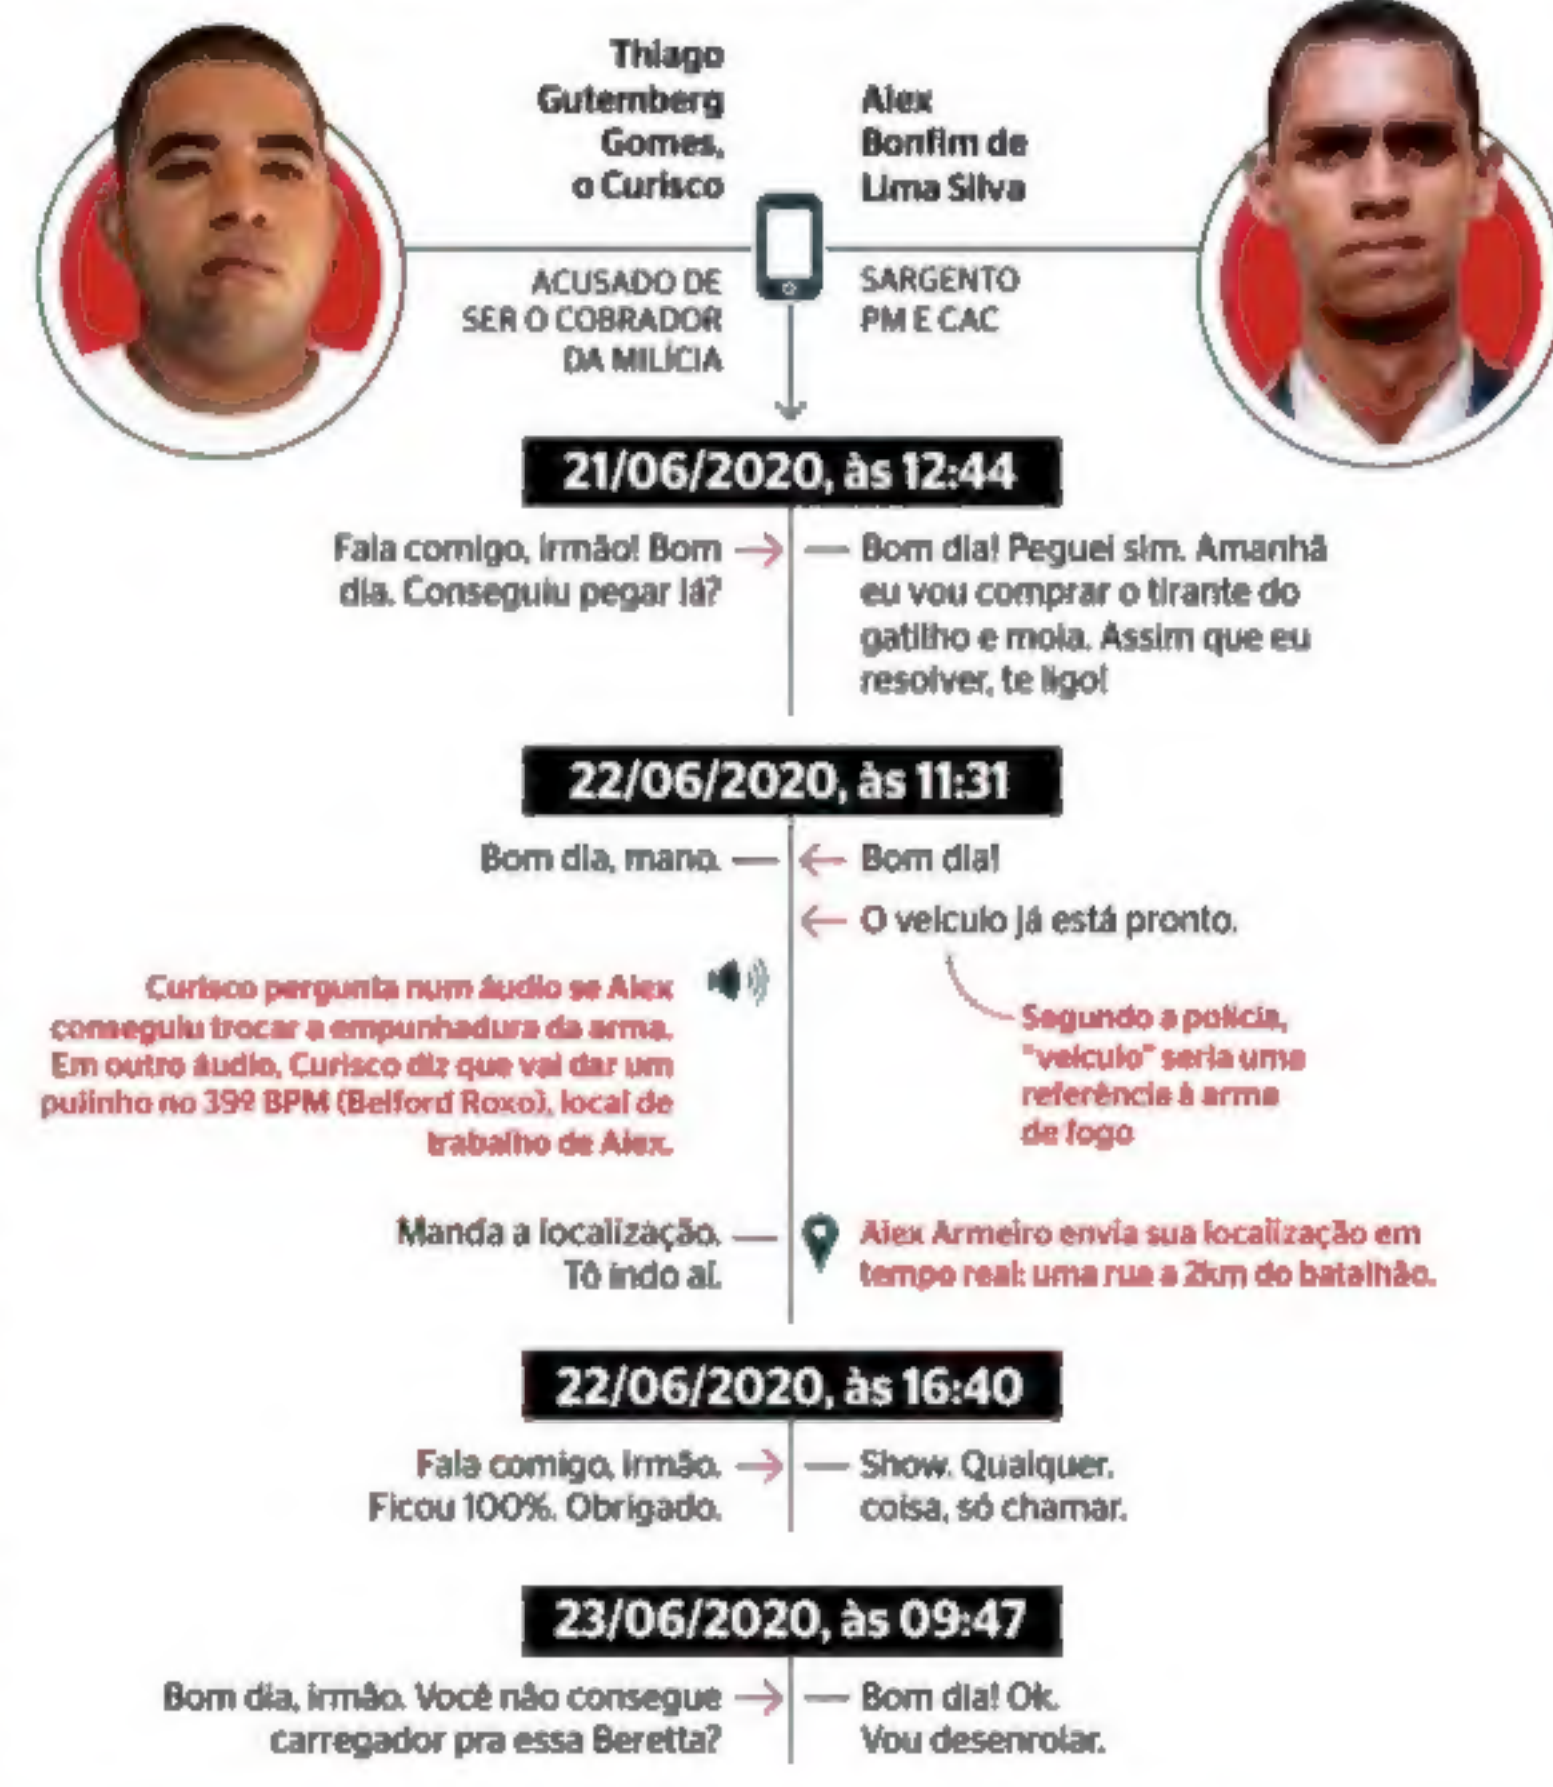 Thiago
Gutemberg
Gomes,
o Curisco
ACUSADO DE
SER O COBRADOR
DA MILÍCIA
Alex
Bonfim de
Lima Silva
SARGENTO
PM E CAC
21/06/2020, às 12:44
Fala comigo, irmão! Bom
dia. Conseguiu pegar lá?
Bom dia! Peguei sim. Amanhã
eu vou comprar o tirante do
gatilho e mola. Assim que eu
resolver, te ligo!
22/06/2020, às 11:31
Bom dia, mano.
Bom dia!
O veículo já está pronto.
Segundo a polícia,
"veículo" seria uma
referência à arma
de fogo
Curisco pergunta num áudio se Alex
conseguiu trocar a empunhadura da arma.
Em outro áudio, Curisco diz que vai dar um
pulinho no 39º BPM (Belford Roxo), local de
trabalho de Alex.
Manda a localização.
Tô indo aí.
Alex Armeiro envia sua localização em
tempo real: uma rua a 2km do batalhão.
22/06/2020, às 16:40
Fala comigo, irmão.
Ficou 100%. Obrigado.
Show. Qualquer.
coisa, só chamar.
23/06/2020, às 09:47
Bom dia, irmão. Você não consegue
carregador pra essa Beretta?
Bom dia! Ok.
Vou desenrolar.